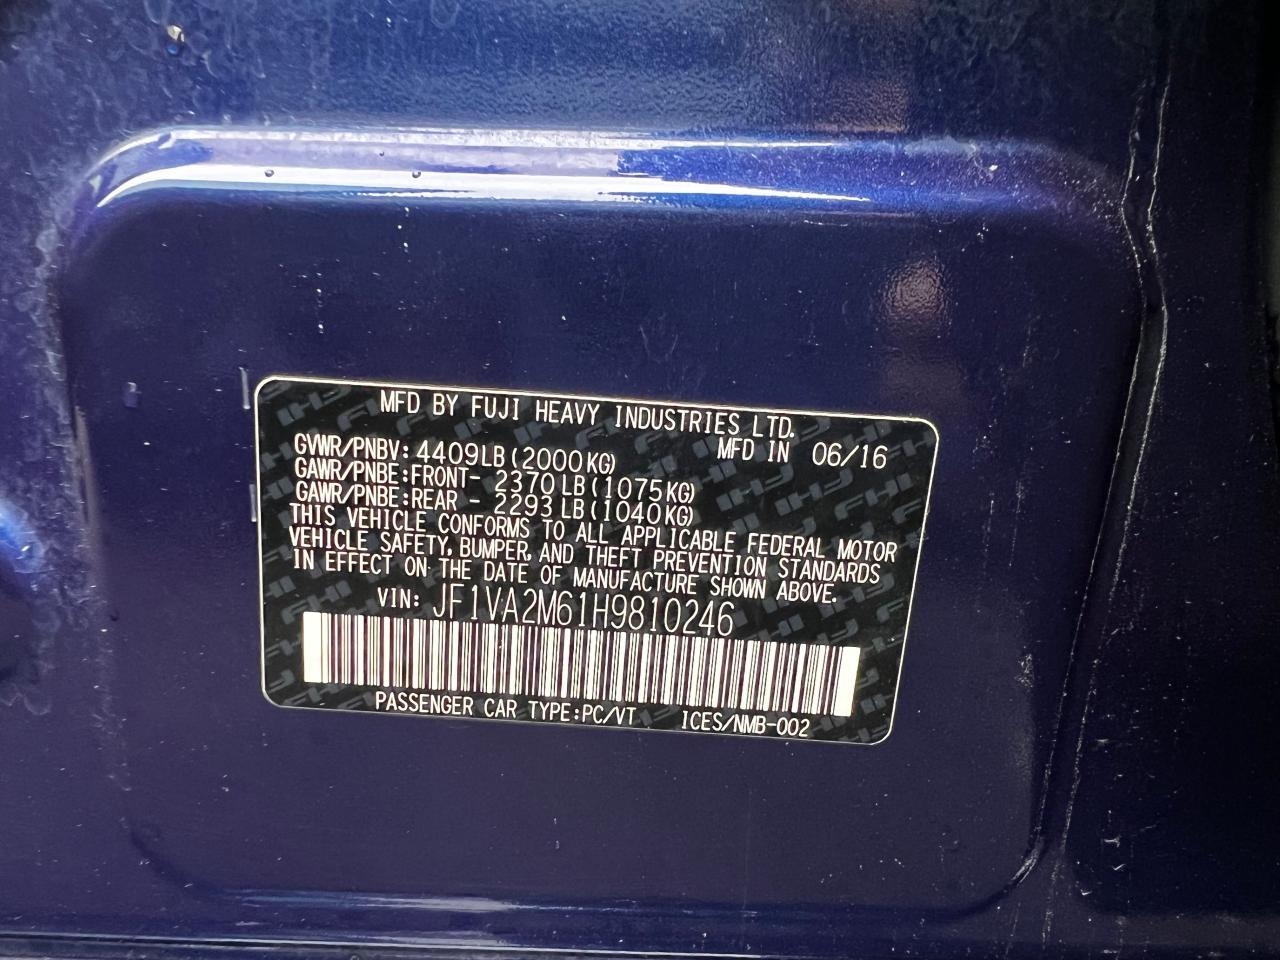 MFD BY FUJI HEAVY INDUSTRIES LTD.
GVWR/PNBV: 4409LB (2000KG) MFD IN 06/16
GAWR/PNBE:FRONT- 2370 LB (1075KG)
GAWR/PNBE:REAR - 2293 LB (1040KG)
THIS VEHICLE CONFORMS TO ALL APPLICABLE FEDERAL MOTOR
VEHICLE SAFETY, BUMPER, AND THEFT PREVENTION STANDARDS
IN EFFECT ON THE DATE OF MANUFACTURE SHOWN ABOVE.
VIN: JF1VA2M61H9810246
PASSENGER CAR TYPE:PC/VT ICES/NMB-002